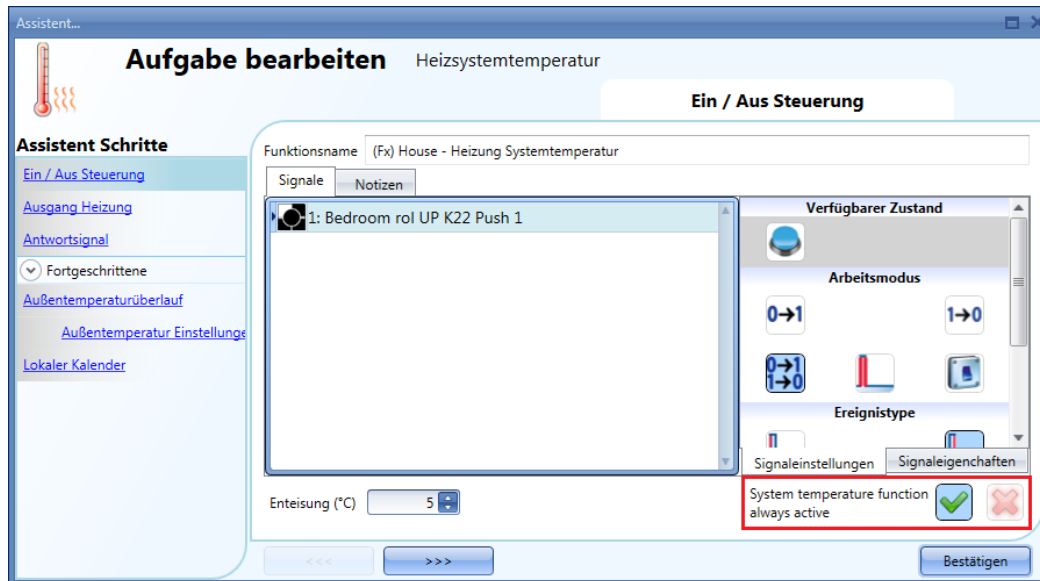 Assistent...
Aufgabe bearbeiten
Heizsystemtemperatur
Ein / Aus Steuerung
Assistent Schritte
Ein / Aus Steuerung
Ausgang Heizung
Antwortsignal
Fortgeschrittene
Außentemperaturüberlauf
Außentemperatur Einstellunge
Lokaler Kalender
Funktionsname
(Fx) House - Heizung Systemtemperatur
Signale
Notizen
1: Bedroom rol UP K22 Push 1
Verfügbarer Zustand
Arbeitsmodus
0→1
1→0
0→1
1→0
Ereignistype
Signaleinstellungen
Signaleigenchaften
Enteisung (°C)
5
System temperature function
always active
<<<
>>>
Bestätigen